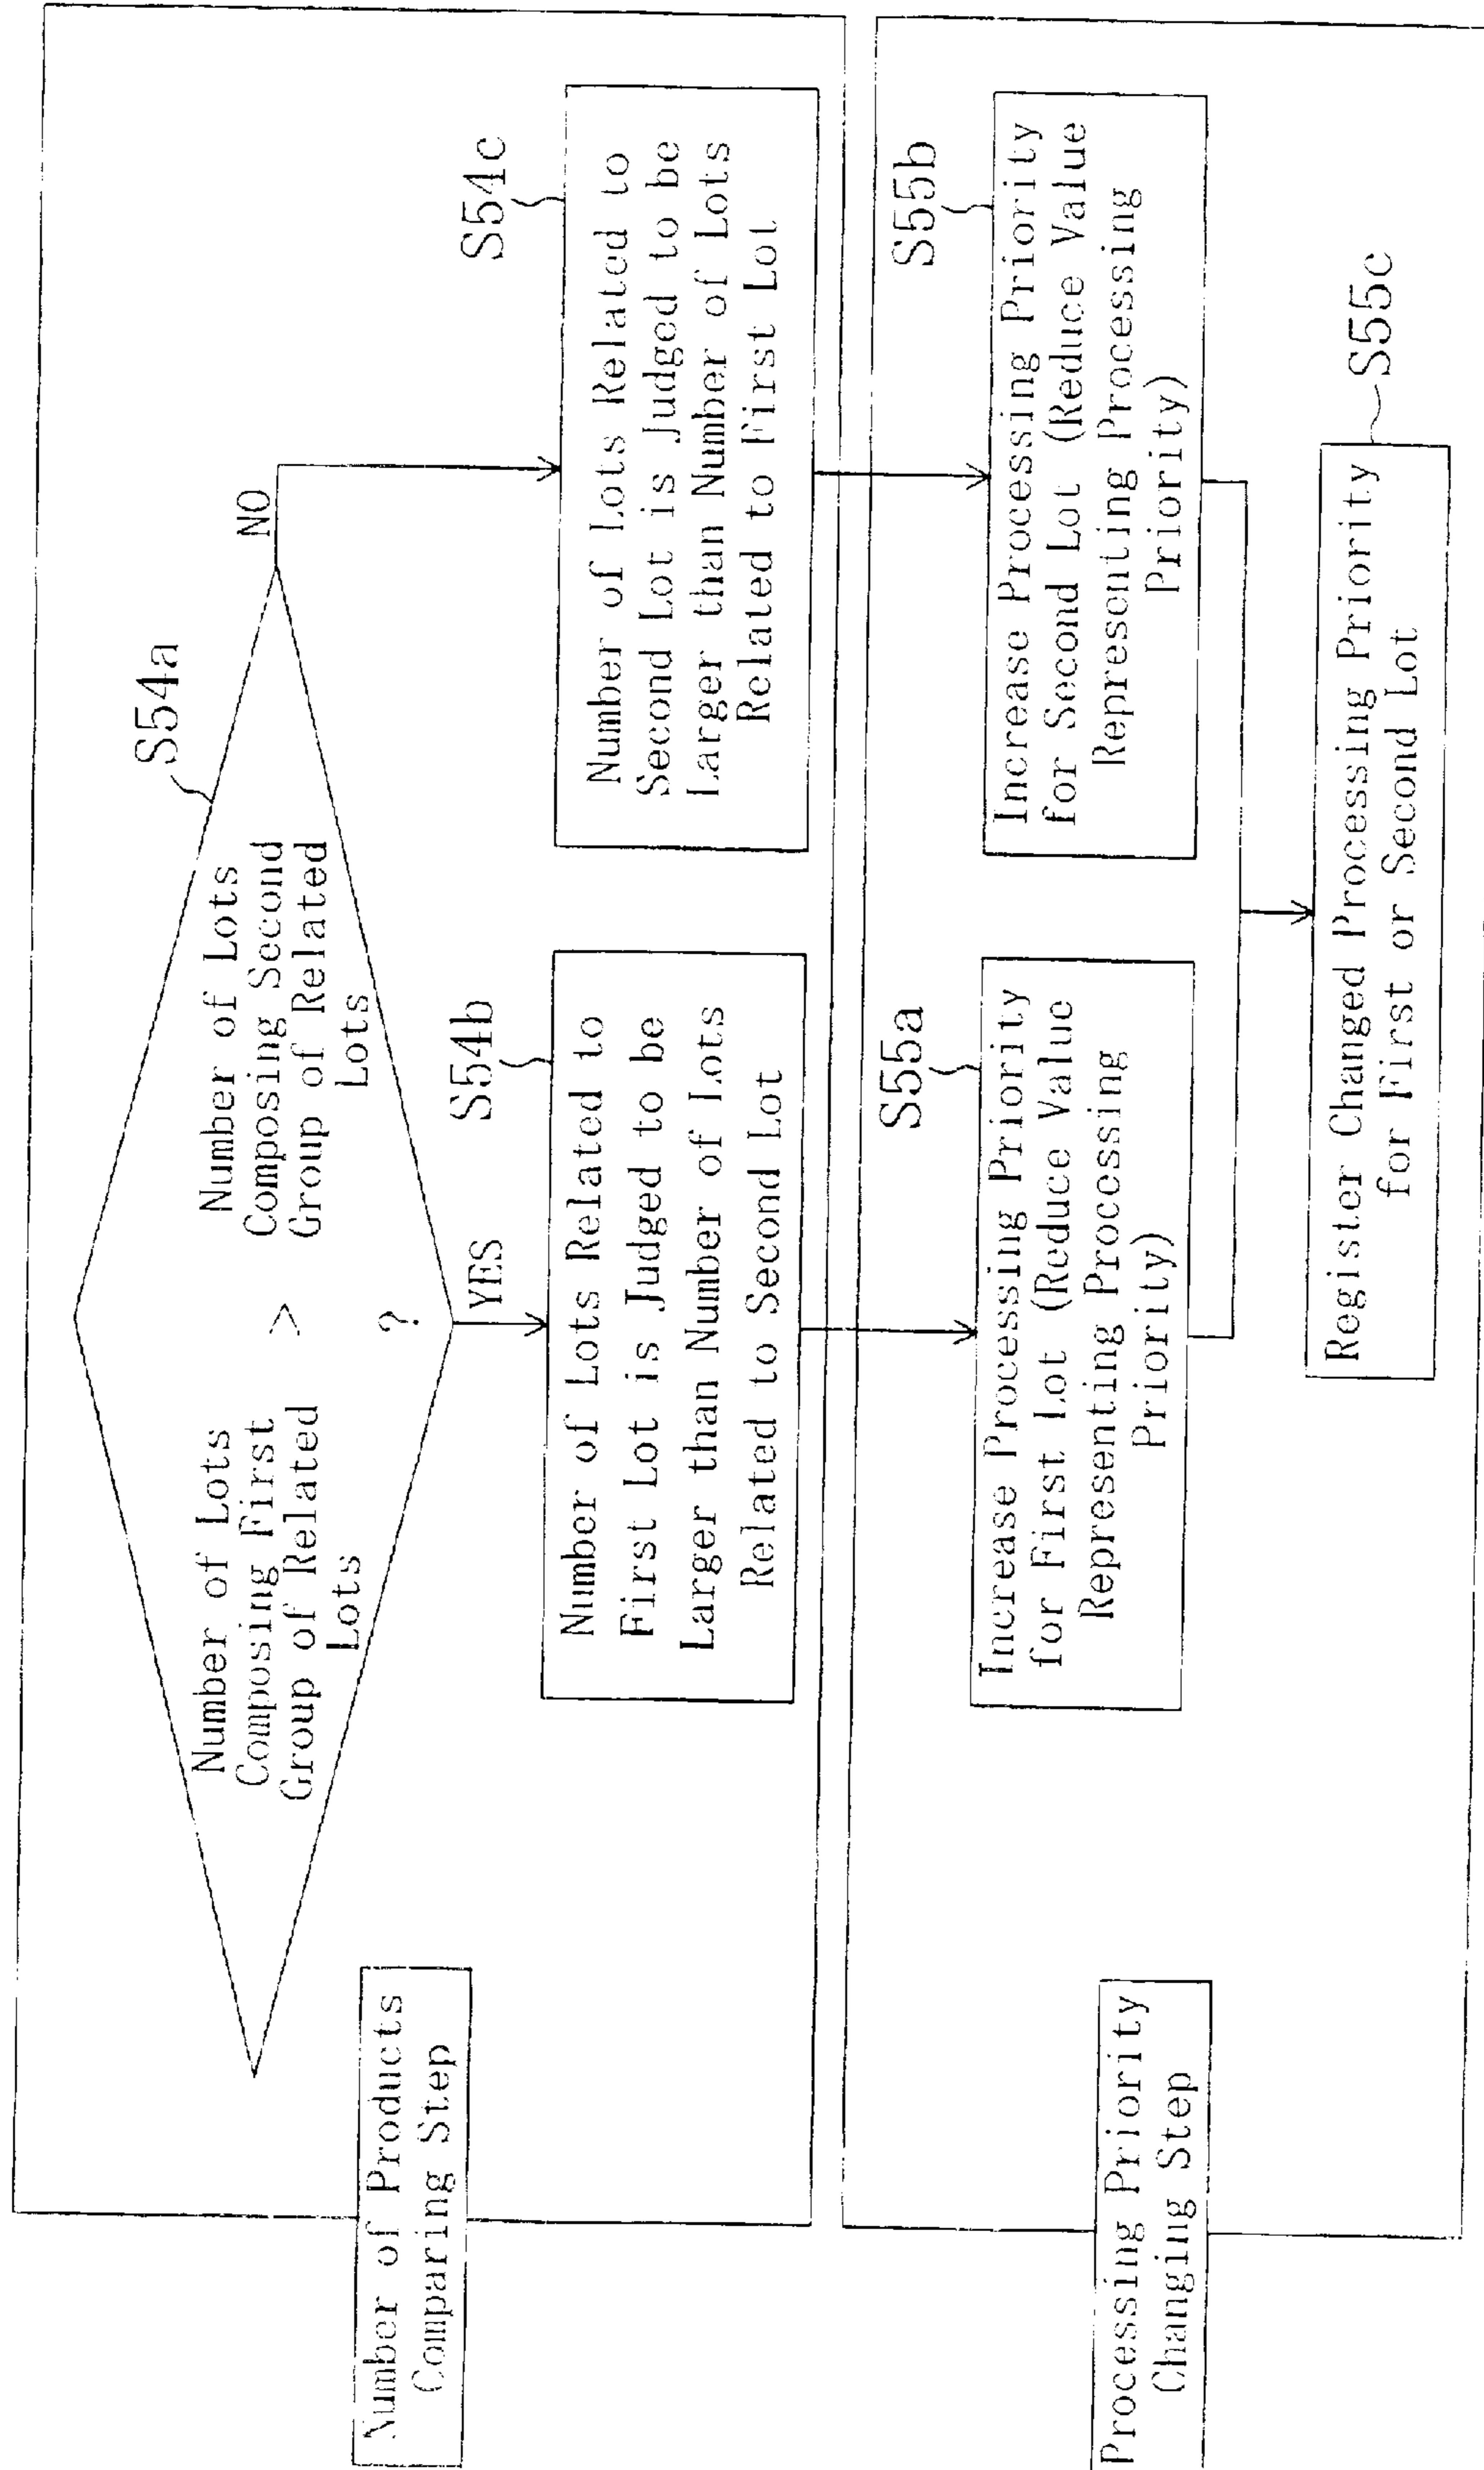 Number of Products
Comparing Step
S54a
Number of Lots
Composing First
Group of Related
Lots
>
Number of Lots
Composing Second
Group of Related
Lots
?
YES
NO
S54b
Number of Lots Related to
First Lot is Judged to be
Larger than Number of Lots
Related to Second Lot
S54c
Number of Lots Related to
Second Lot is Judged to be
Larger than Number of Lots
Related to First Lot
Processing Priority
Changing Step
S55a
Increase Processing Priority
for First Lot (Reduce Value
Representing Processing
Priority)
S55b
Increase Processing Priority
for Second Lot (Reduce Value
Representing Processing
Priority)
S55c
Register Changed Processing Priority
for First or Second Lot